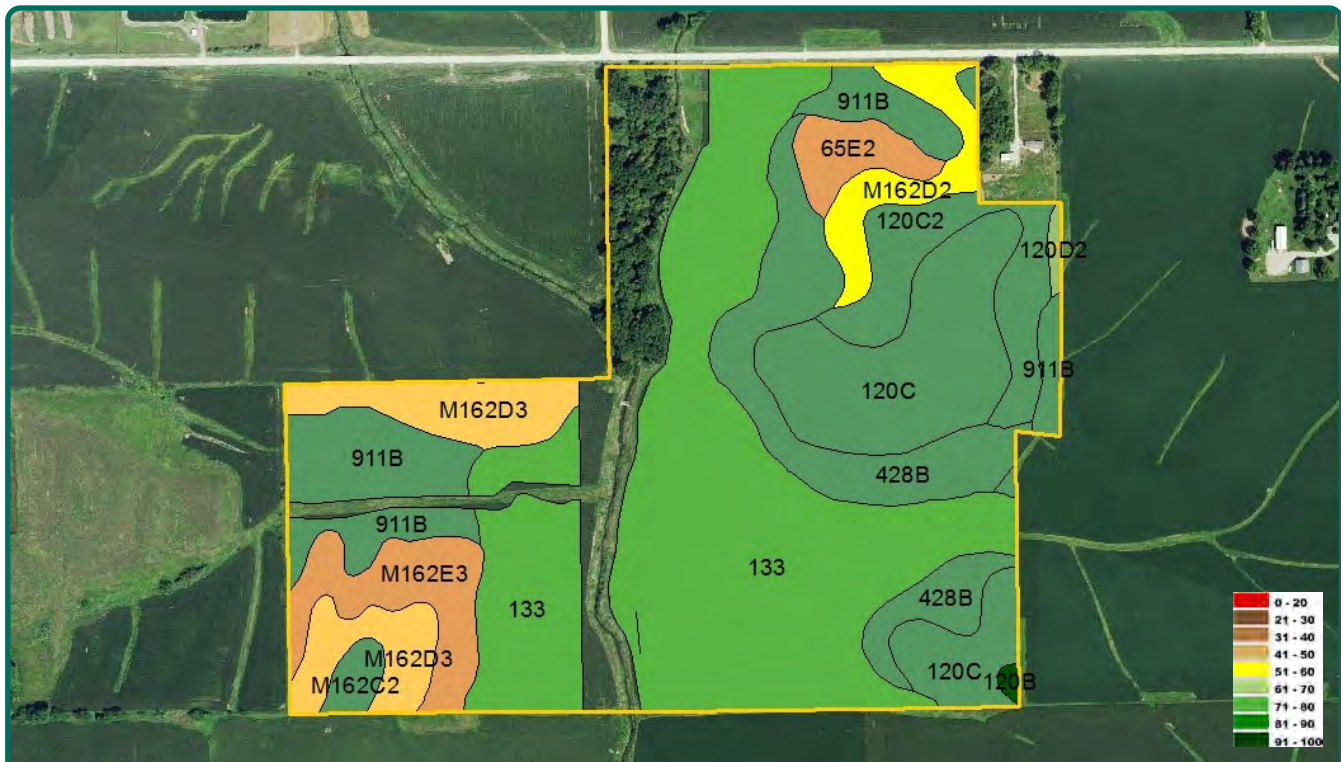 911B
65E2
M162D2
120C2
120D2
911B
120C
M162D3
911B
428B
911B
M162E3
133
133
428B
M162D3
M162C2
120C
120B
0 - 20
21 - 30
31 - 40
41 - 50
51 - 60
61 - 70
71 - 80
81 - 90
91 - 100